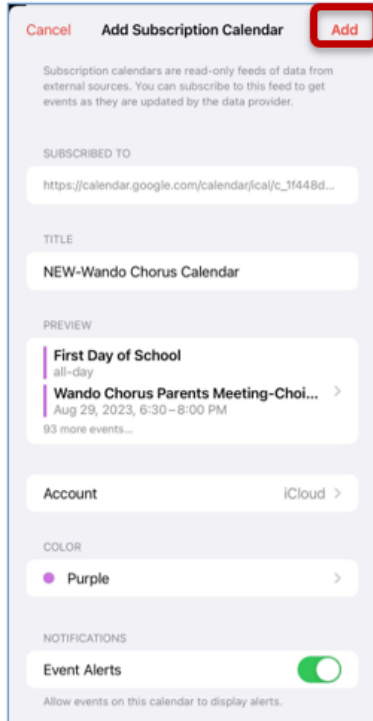 Cancel Add Subscription Calendar Add
Subscription calendars are read-only feeds of data from
external sources. You can subscribe to this feed to get
events as they are updated by the data provider.
SUBSCRIBED TO
https://calendar.google.com/calendar/ical/c_1f448d...
TITLE
NEW-Wando Chorus Calendar
PREVIEW
First Day of School
all-day
Wando Chorus Parents Meeting-Choi...
Aug 29, 2023, 6:30–8:00 PM
93 more events...
Account iCloud
COLOR
Purple
NOTIFICATIONS
Event Alerts
Allow events on this calendar to display alerts.